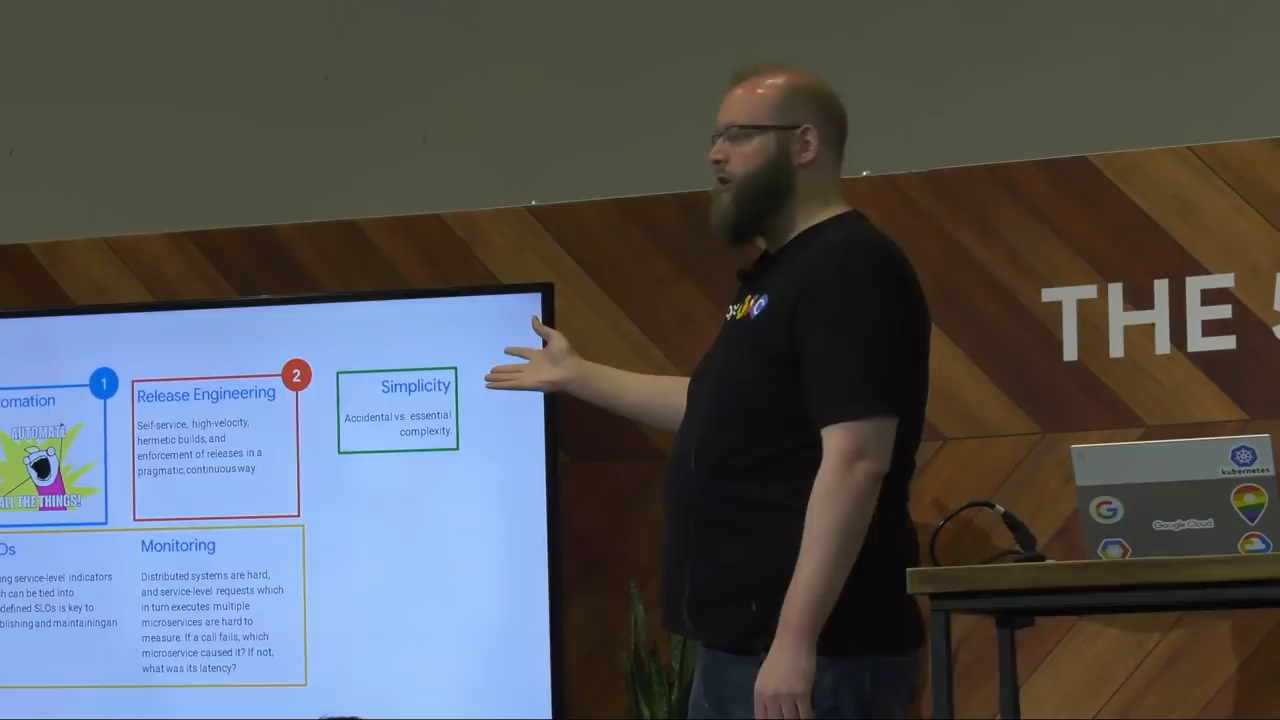 omation
1
AUTOMATE
ALL THE THINGS!
Release Engineering
2
Self-service, high-velocity,
hermetic builds, and
enforcement of releases in a
pragmatic, continuous way.
Simplicity
Accidental vs. essential
complexity.
Os
ng service-level indicators
ch can be tied into
defined SLOs is key to
blishing and maintaining an
Monitoring
Distributed systems are hard,
and service-level requests which
in turn executes multiple
microservices are hard to
measure. If a call fails, which
microservice caused it? If not,
what was its latency?
THE 5
kubernetes
G
Google Cloud